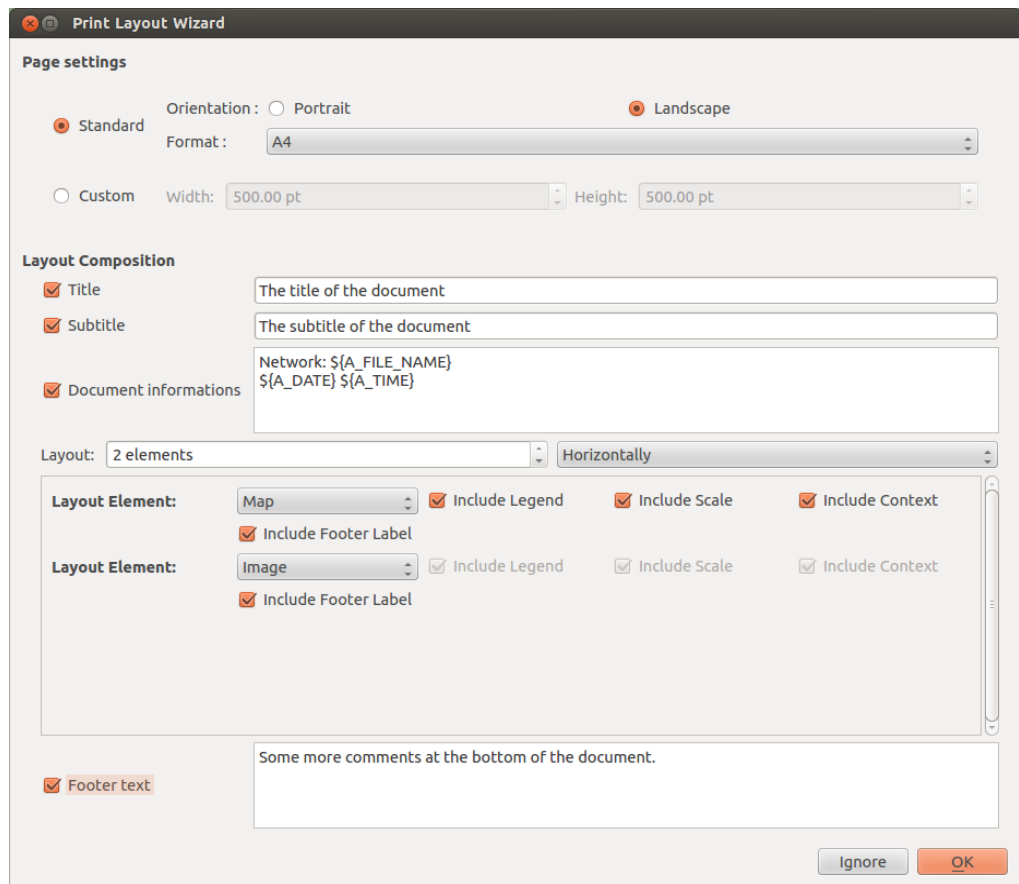 Print Layout Wizard
Page settings
Orientation : Portrait Landscape
Standard
Format : A4
Custom Width: 500.00 pt Height: 500.00 pt
Layout Composition
Title The title of the document
Subtitle The subtitle of the document
Document informations Network: ${A_FILE_NAME}
${A_DATE} ${A_TIME}
Layout: 2 elements Horizontally
Layout Element: Map Include Legend Include Scale Include Context
Include Footer Label
Layout Element: Image Include Legend Include Scale Include Context
Include Footer Label
Footer text Some more comments at the bottom of the document.
Ignore OK